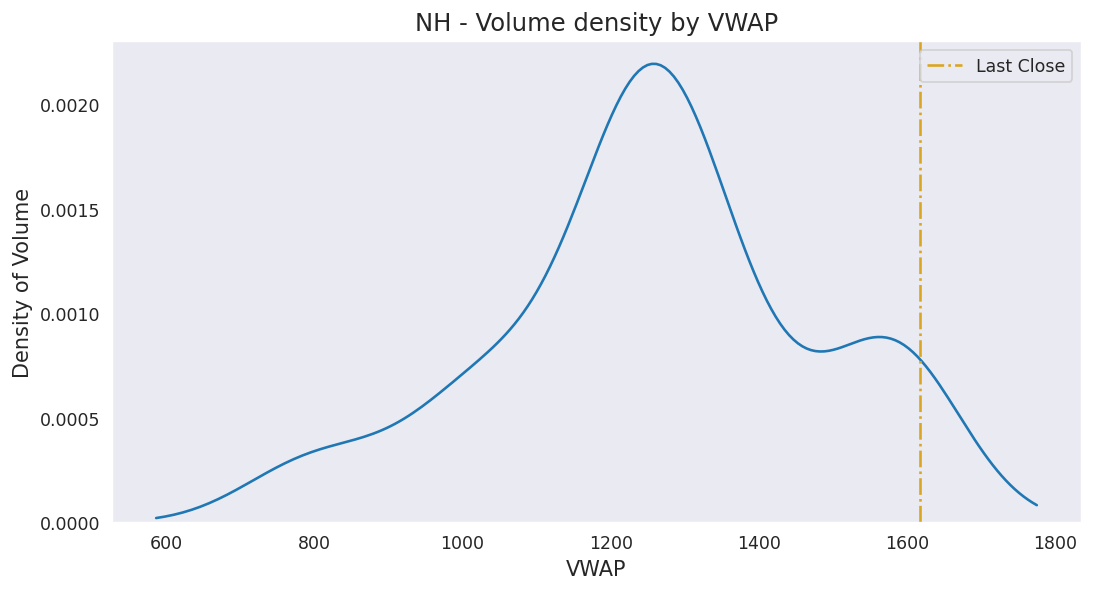 NH - Volume density by VWAP
Last Close
Density of Volume
0.0020
0.0015
0.0010
0.0005
0.0000
600 800 1000 1200 1400 1600 1800
VWAP